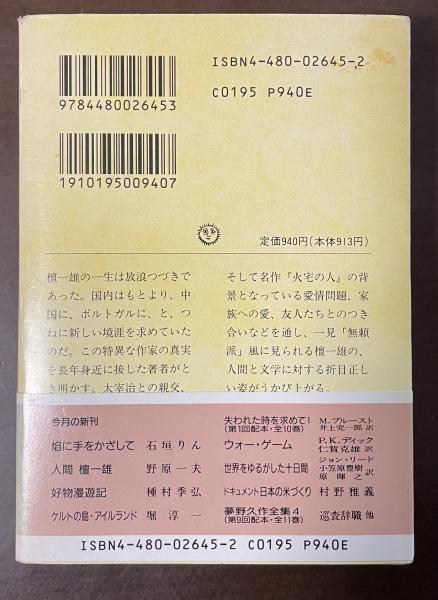 ISBN4-480-02645-2
9784480026453
C0195 P940E
1910195009407
定価940円(本体913円)
檀一雄の一生は放浪つづきで
あった。国内はもとより、中
国に、ポルトガルに、と、つ
ねに新しい境涯を求めていた
のだ。この特異な作家の真実
を長年身近に接した著者がと
き明かす。太宰治との親交、
そして名作『火宅の人』の背
景となっている愛情問題、家
族への愛、友人たちとのつき
合いなどを通し、一見「無頼
派」風に見られる檀一雄の、
人間と文学に対する折目正し
い姿がうかび上がる。
今月の新刊
焰に手をかざして 石垣りん
人間 檀一雄 野原一夫
好物漫遊記 種村季弘
ケルトの島・アイルランド 堀 淳一
失われた時を求めて1
(第1回配本・全10巻)
M.プルースト
井上究一郎 訳
ウォー・ゲーム
P.K.ディック
仁賀克雄 訳
世界をゆるがした十日間
ジョン・リード
小笠原豊樹
原暉之 訳
ドキュメント日本の米づくり 村野雅義
夢野久作全集4
(第9回配本・全11巻)
巡査辞職 他
ISBN4-480-02645-2 C0195 P940E